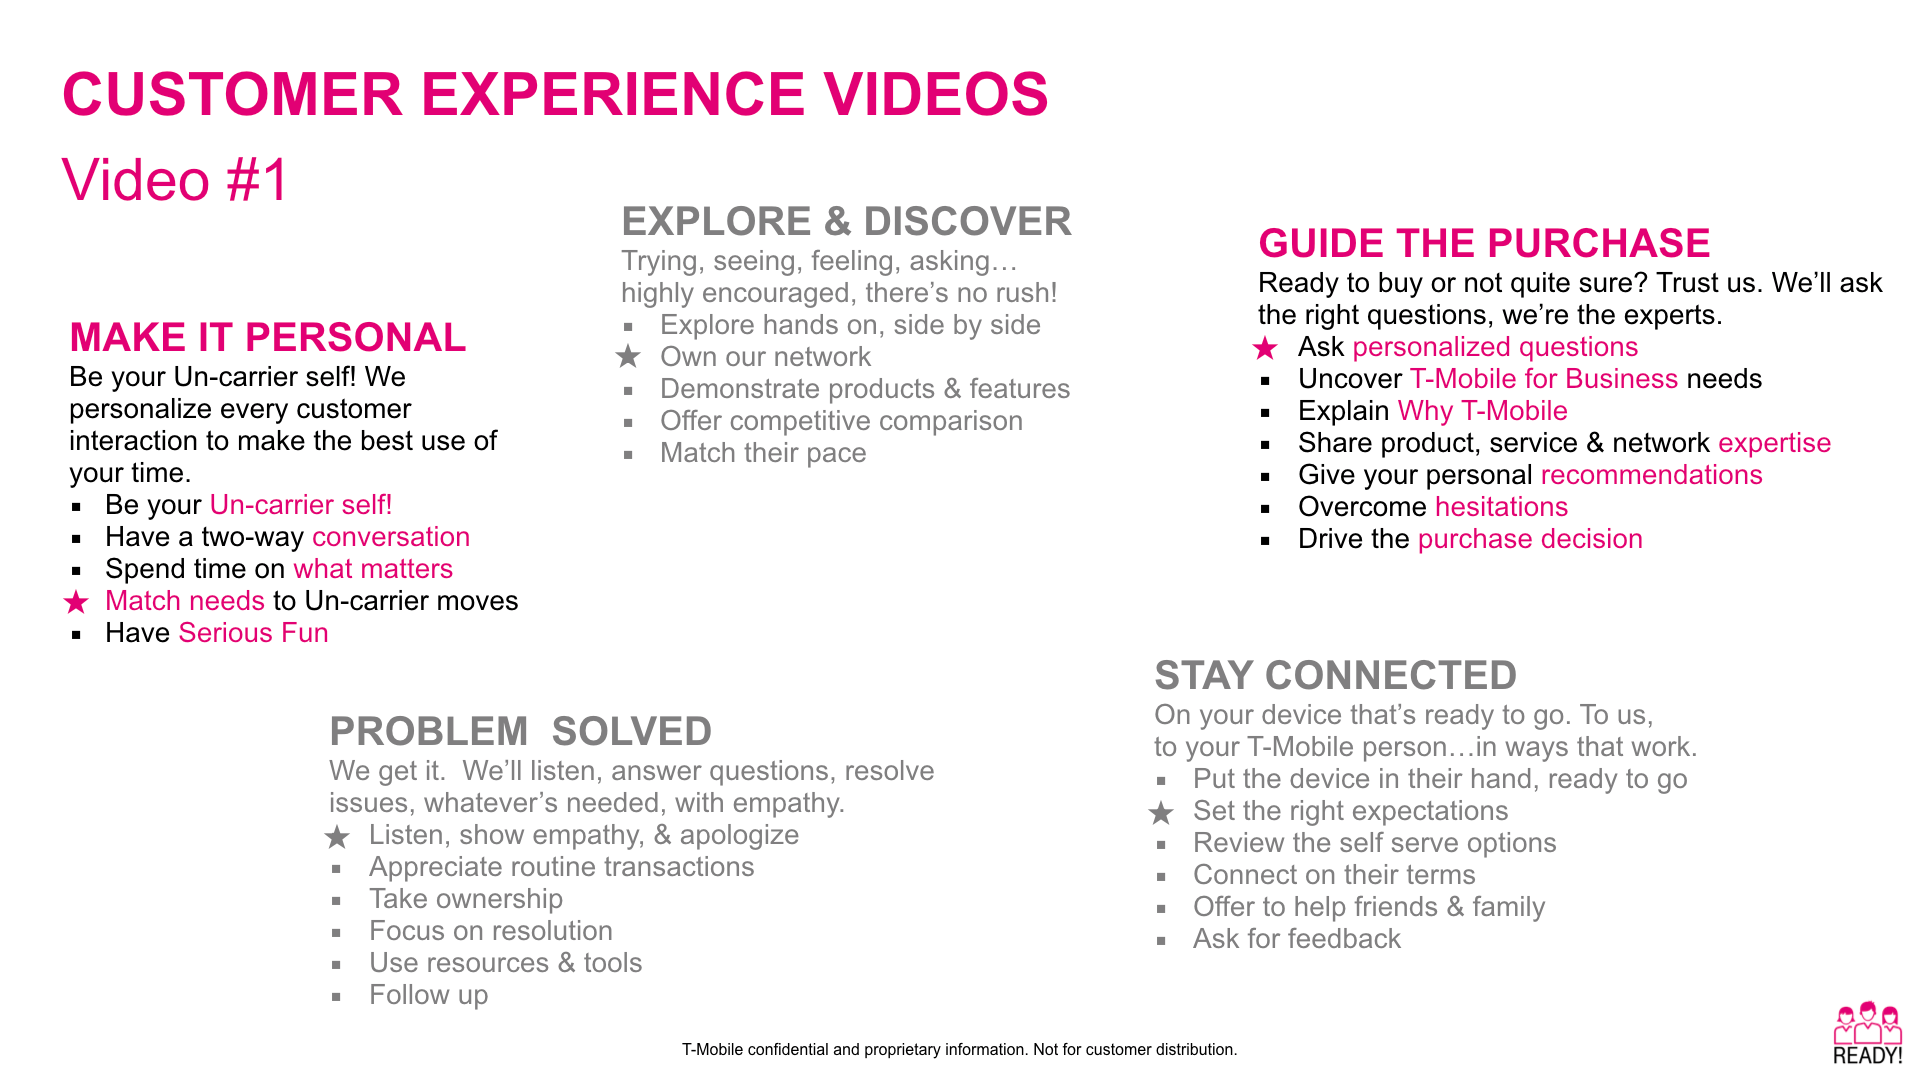 CUSTOMER EXPERIENCE VIDEOS
Video #1
MAKE IT PERSONAL
Be your Un-carrier self! We
personalize every customer
interaction to make the best use of
your time.
▪ Be your Un-carrier self!
▪ Have a two-way conversation
▪ Spend time on what matters
★ Match needs to Un-carrier moves
▪ Have Serious Fun
EXPLORE & DISCOVER
Trying, seeing, feeling, asking…
highly encouraged, there’s no rush!
▪ Explore hands on, side by side
★ Own our network
▪ Demonstrate products & features
▪ Offer competitive comparison
▪ Match their pace
GUIDE THE PURCHASE
Ready to buy or not quite sure? Trust us. We’ll ask
the right questions, we’re the experts.
★ Ask personalized questions
▪ Uncover T-Mobile for Business needs
▪ Explain Why T-Mobile
▪ Share product, service & network expertise
▪ Give your personal recommendations
▪ Overcome hesitations
▪ Drive the purchase decision
PROBLEM  SOLVED
We get it.  We’ll listen, answer questions, resolve
issues, whatever’s needed, with empathy.
★ Listen, show empathy, & apologize
▪ Appreciate routine transactions
▪ Take ownership
▪ Focus on resolution
▪ Use resources & tools
▪ Follow up
STAY CONNECTED
On your device that’s ready to go. To us,
to your T-Mobile person…in ways that work.
▪ Put the device in their hand, ready to go
★ Set the right expectations
▪ Review the self serve options
▪ Connect on their terms
▪ Offer to help friends & family
▪ Ask for feedback
T-Mobile confidential and proprietary information. Not for customer distribution.
READY!